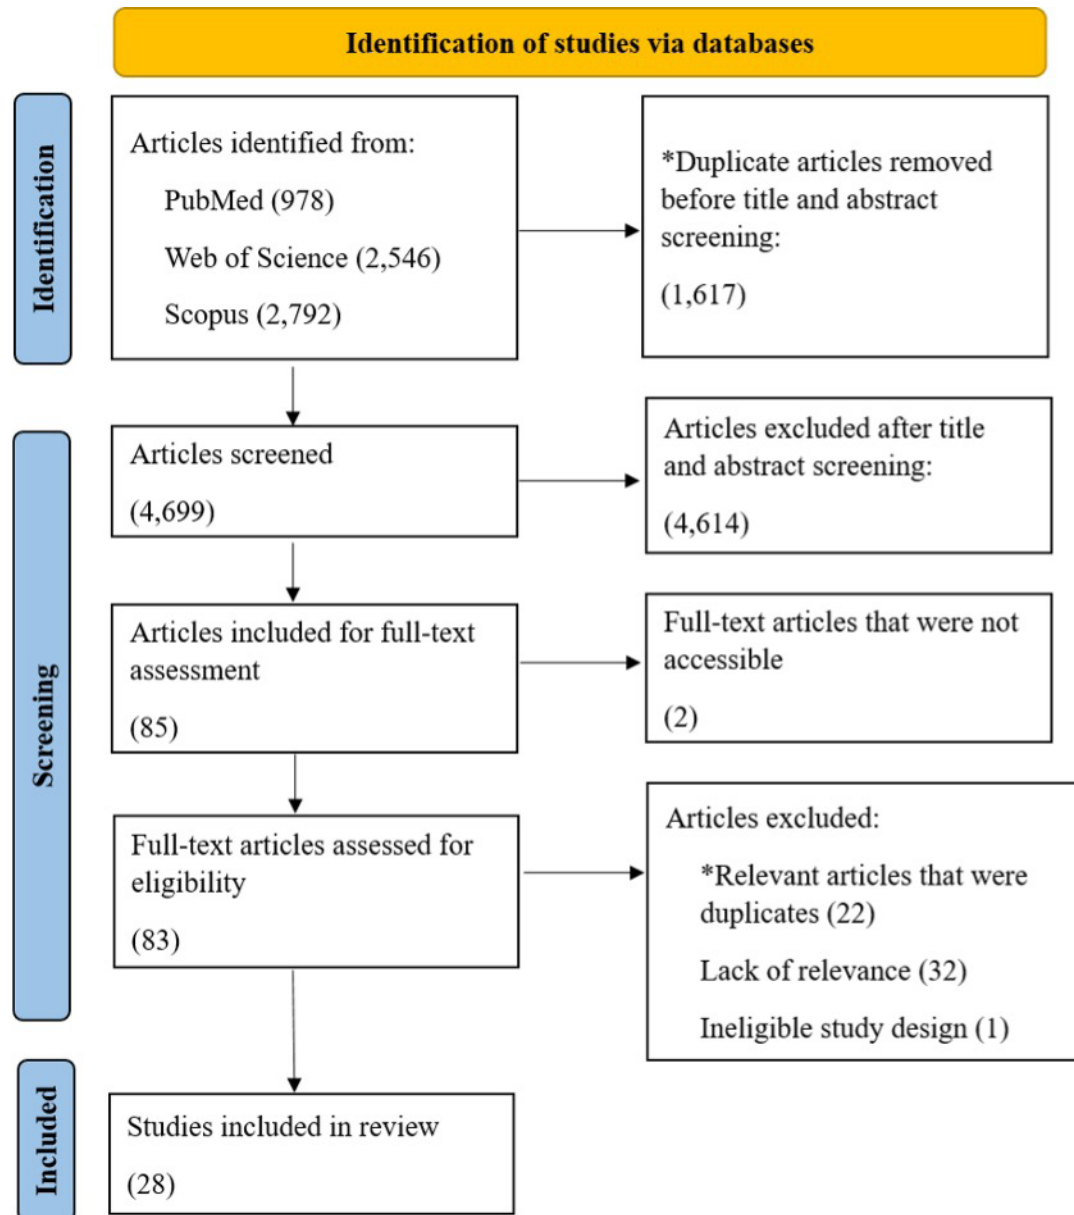 Identification of studies via databases
Identification
Articles identified from:
PubMed (978)
Web of Science (2,546)
Scopus (2,792)
*Duplicate articles removed
before title and abstract
screening:
(1,617)
Screening
Articles screened
(4,699)
Articles excluded after title
and abstract screening:
(4,614)
Articles included for full-text
assessment
(85)
Full-text articles that were not
accessible
(2)
Full-text articles assessed for
eligibility
(83)
Articles excluded:
*Relevant articles that were
duplicates (22)
Lack of relevance (32)
Ineligible study design (1)
Included
Studies included in review
(28)